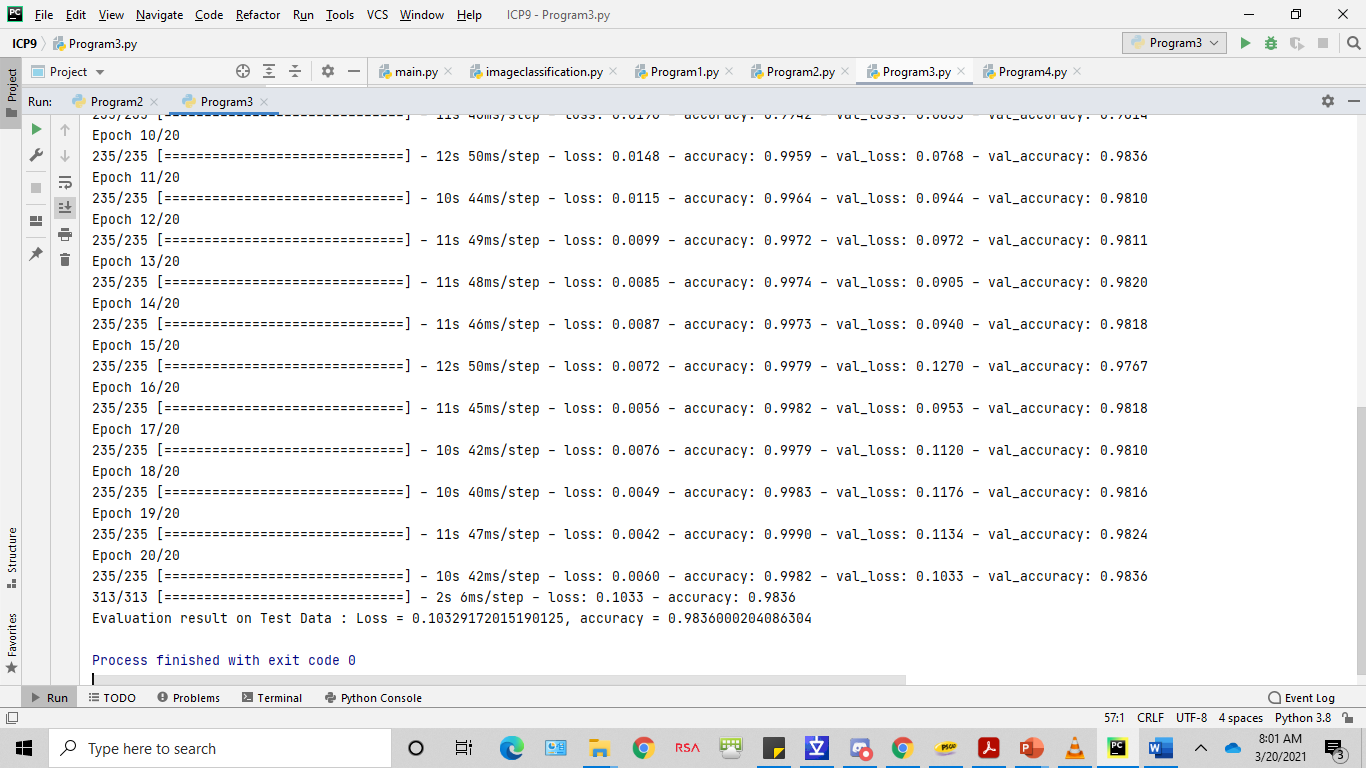 File Edit View Navigate Code Refactor Run Tools VCS Window Help ICP9 - Program3.py
ICP9 Program3.py Program3
Project main.py imageclassification.py Program1.py Program2.py Program3.py Program4.py
Project
Run: Program2 Program3
235/235 [==============================] - 11s 48ms/step - loss: 0.0196 - accuracy: 0.9942 - val_loss: - val_accuracy: 0.9814
Epoch 10/20
235/235 [==============================] - 12s 50ms/step - loss: 0.0148 - accuracy: 0.9959 - val_loss: 0.0768 - val_accuracy: 0.9836
Epoch 11/20
235/235 [==============================] - 10s 44ms/step - loss: 0.0115 - accuracy: 0.9964 - val_loss: 0.0944 - val_accuracy: 0.9810
Epoch 12/20
235/235 [==============================] - 11s 49ms/step - loss: 0.0099 - accuracy: 0.9972 - val_loss: 0.0972 - val_accuracy: 0.9811
Epoch 13/20
235/235 [==============================] - 11s 48ms/step - loss: 0.0085 - accuracy: 0.9974 - val_loss: 0.0905 - val_accuracy: 0.9820
Epoch 14/20
235/235 [==============================] - 11s 46ms/step - loss: 0.0087 - accuracy: 0.9973 - val_loss: 0.0940 - val_accuracy: 0.9818
Epoch 15/20
235/235 [==============================] - 12s 50ms/step - loss: 0.0072 - accuracy: 0.9979 - val_loss: 0.1270 - val_accuracy: 0.9767
Epoch 16/20
235/235 [==============================] - 11s 45ms/step - loss: 0.0056 - accuracy: 0.9982 - val_loss: 0.0953 - val_accuracy: 0.9818
Epoch 17/20
235/235 [==============================] - 10s 42ms/step - loss: 0.0076 - accuracy: 0.9979 - val_loss: 0.1120 - val_accuracy: 0.9810
Epoch 18/20
235/235 [==============================] - 10s 40ms/step - loss: 0.0049 - accuracy: 0.9983 - val_loss: 0.1176 - val_accuracy: 0.9816
Epoch 19/20
235/235 [==============================] - 11s 47ms/step - loss: 0.0042 - accuracy: 0.9990 - val_loss: 0.1134 - val_accuracy: 0.9824
Epoch 20/20
235/235 [==============================] - 10s 42ms/step - loss: 0.0060 - accuracy: 0.9982 - val_loss: 0.1033 - val_accuracy: 0.9836
313/313 [==============================] - 2s 6ms/step - loss: 0.1033 - accuracy: 0.9836
Evaluation result on Test Data : Loss = 0.10329172015190125, accuracy = 0.9836000204086304
Process finished with exit code 0
Structure
Favorites
Run TODO Problems Terminal Python Console Event Log
57:1 CRLF UTF-8 4 spaces Python 3.8
Type here to search RSA 8:01 AM
3/20/2021 3